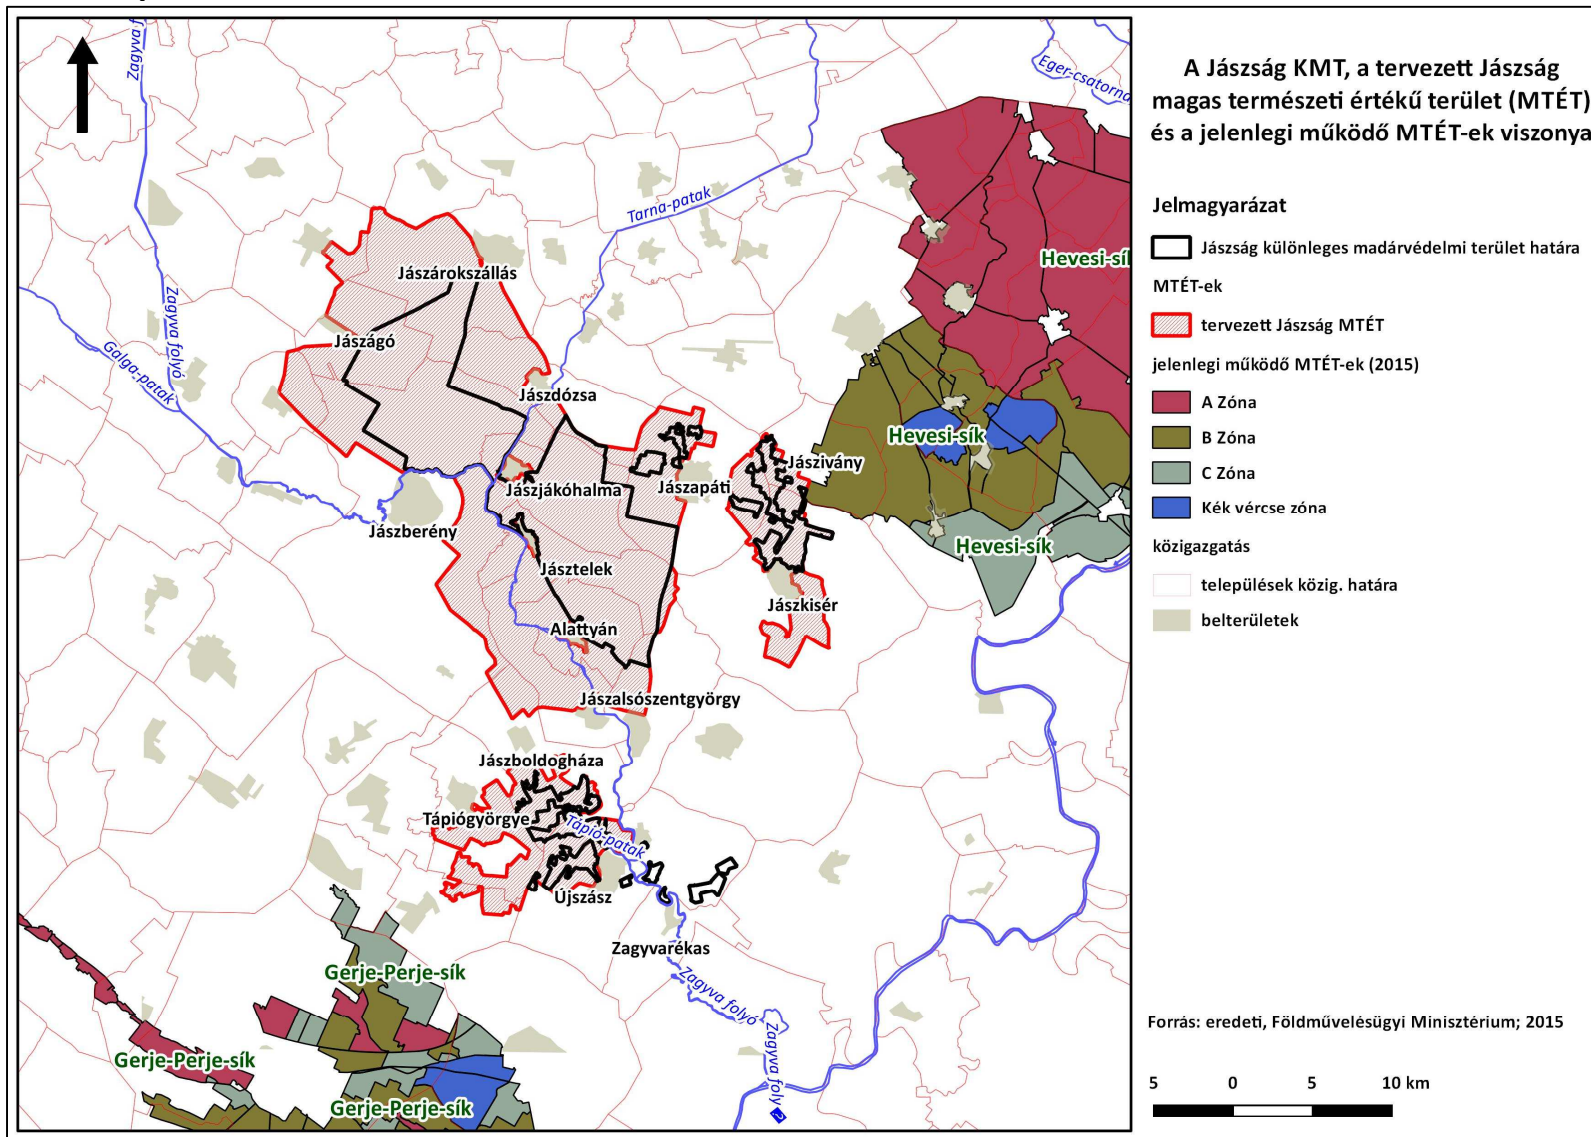 A Jászság KMT, a tervezett Jászság
magas természeti értékű terület (MTÉT)
és a jelenlegi működő MTÉT-ek viszonya
Jelmagyarázat
Jászság különleges madárvédelmi terület határa
MTÉT-ek
tervezett Jászság MTÉT
jelenlegi működő MTÉT-ek (2015)
A Zóna
B Zóna
C Zóna
Kék vércse zóna
közigazgatás
települések közig. határa
belterületek
Forrás: eredeti, Földművelésügyi Minisztérium; 2015
5 0 5 10 km
Zagyva f
Eger-csatorna
Tarna-patak
Hevesi-sík
Jászárokszállás
Zagyva folyó
Jászágó
Galga-patak
Jászdózsa
Hevesi-sík
Jászivány
Jászapáti
Jászjákóhalma
Jászberény
Hevesi-sík
Jásztelek
Jászkisér
Alattyán
Jászalsószentgyörgy
Jászboldogháza
Tápiógyörgye
Tápió-patak
Újszász
Zagyvarékas
Gerje-Perje-sík
Zagyva folyó
Zagyva foly
Gerje-Perje-sík
Gerje-Perje-sík